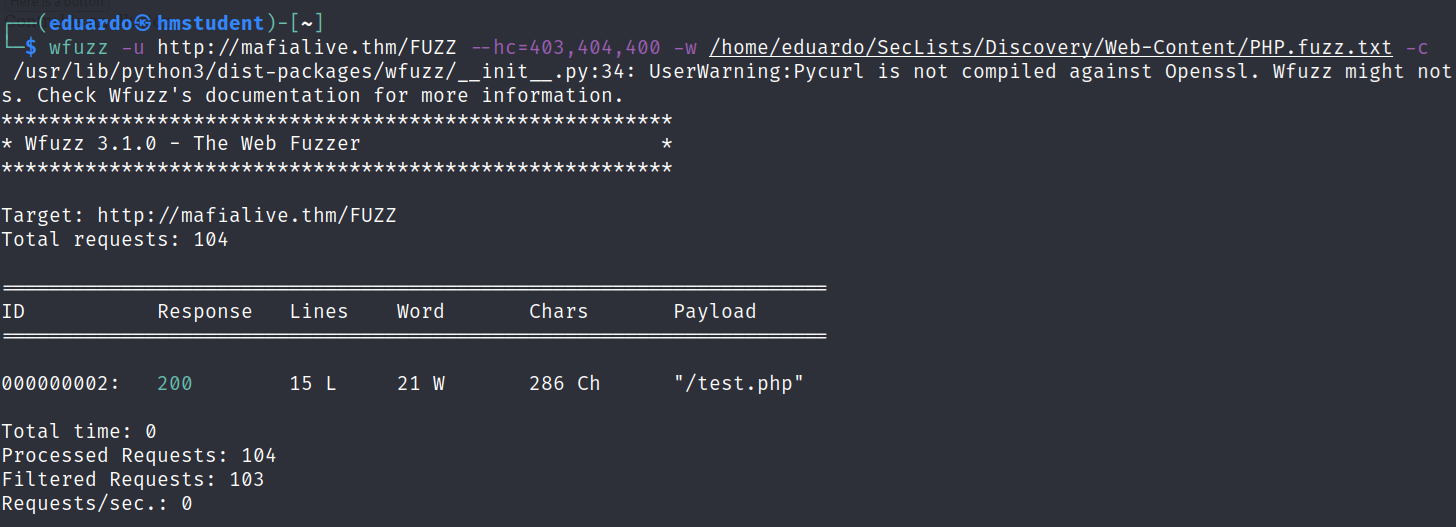 Here is a button
(eduardo㉿hmstudent)-[~]
$ wfuzz -u http://mafialive.thm/FUZZ --hc=403,404,400 -w /home/eduardo/SecLists/Discovery/Web-Content/PHP.fuzz.txt -c
/usr/lib/python3/dist-packages/wfuzz/__init__.py:34: UserWarning:Pycurl is not compiled against Openssl. Wfuzz might not
s. Check Wfuzz's documentation for more information.
********************************************************
* Wfuzz 3.1.0 - The Web Fuzzer                         *
********************************************************
Target: http://mafialive.thm/FUZZ
Total requests: 104
=====================================================================
ID           Response   Lines    Word       Chars       Payload
=====================================================================
000000002:   200        15 L     21 W       286 Ch      "/test.php"
Total time: 0
Processed Requests: 104
Filtered Requests: 103
Requests/sec.: 0